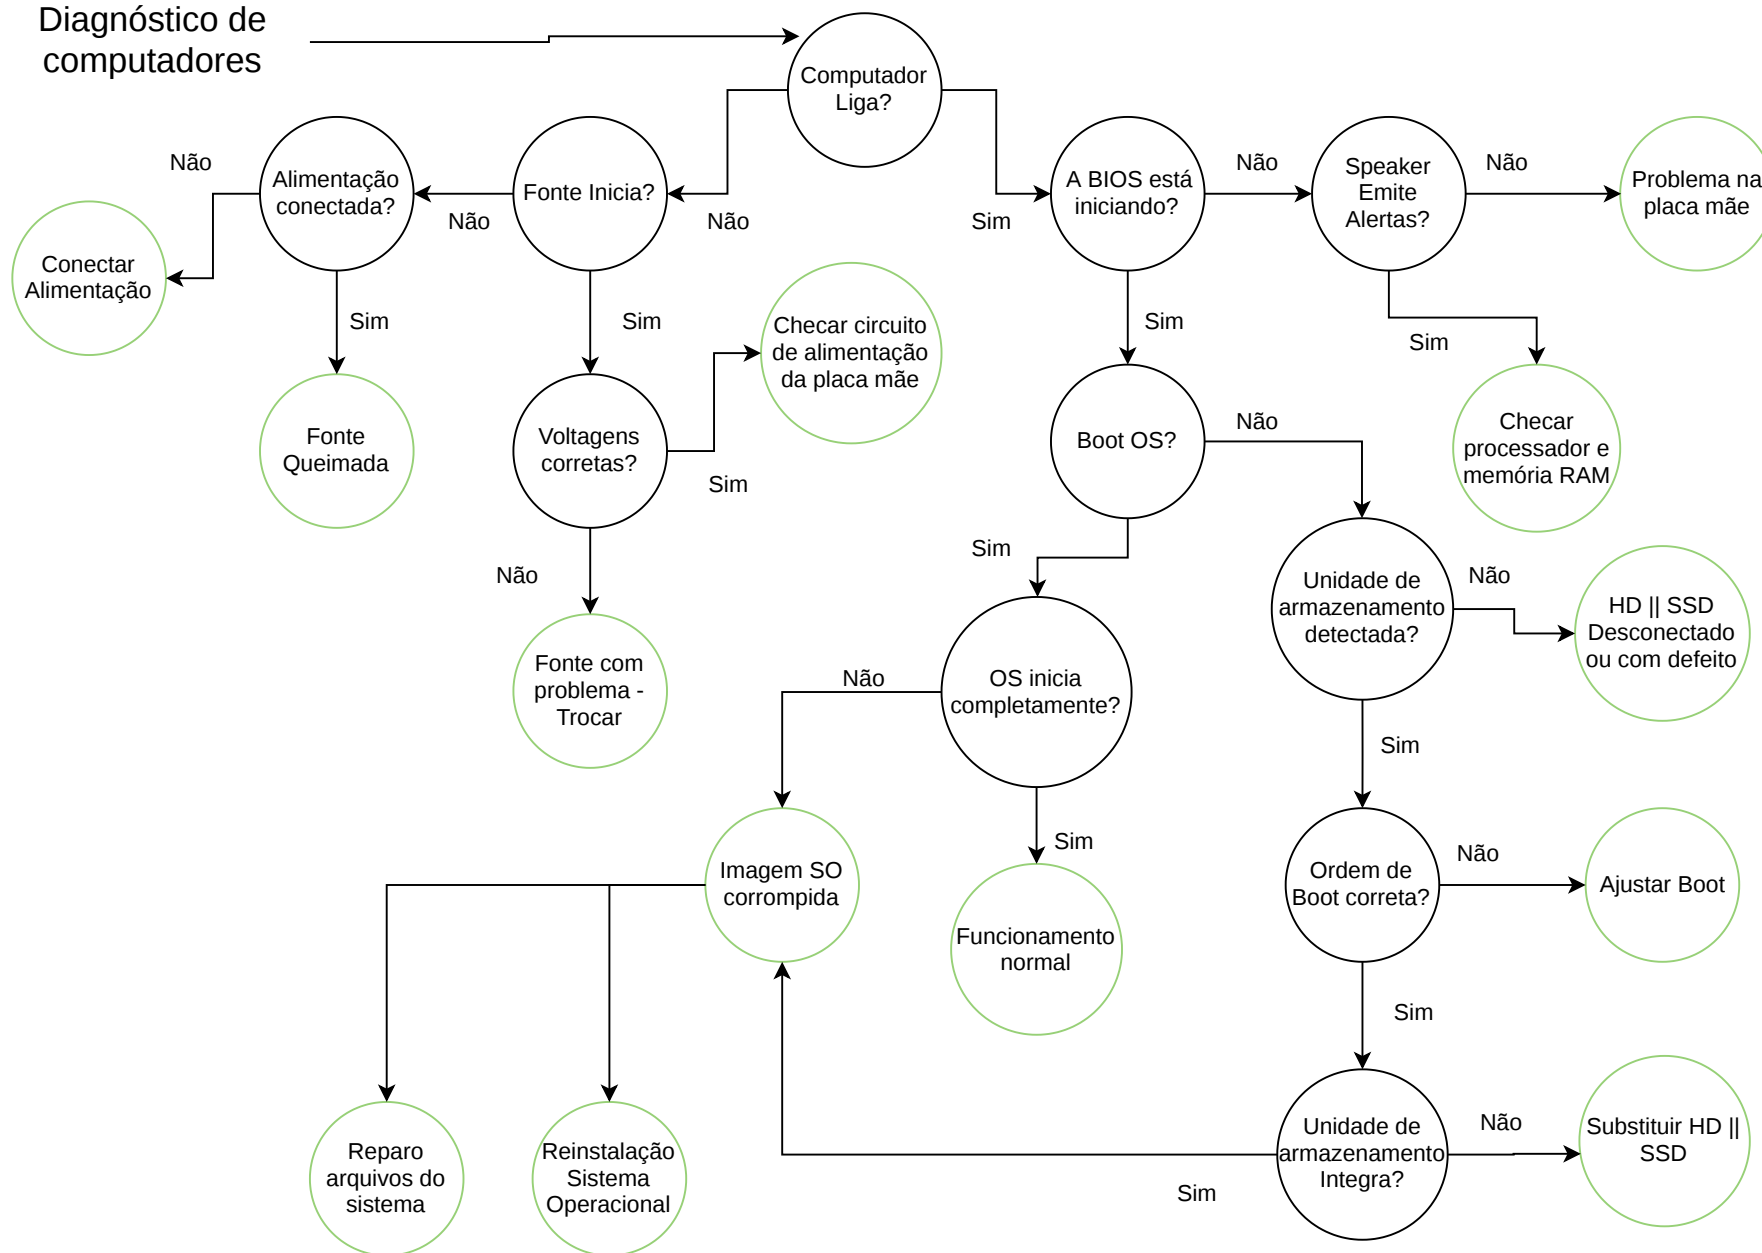 Diagnóstico de
computadores
Computador
Liga?
Não
Sim
Fonte Inicia?
Não
Sim
Alimentação
conectada?
Não
Sim
Conectar
Alimentação
Fonte
Queimada
Voltagens
corretas?
Sim
Não
Checar circuito
de alimentação
da placa mãe
Fonte com
problema -
Trocar
A BIOS está
iniciando?
Não
Sim
Speaker
Emite
Alertas?
Não
Sim
Problema na
placa mãe
Checar
processador e
memória RAM
Boot OS?
Não
Sim
Unidade de
armazenamento
detectada?
Não
Sim
HD || SSD
Desconectado
ou com defeito
OS inicia
completamente?
Não
Sim
Imagem SO
corrompida
Funcionamento
normal
Ordem de
Boot correta?
Não
Sim
Ajustar Boot
Unidade de
armazenamento
Integra?
Não
Sim
Substituir HD ||
SSD
Reparo
arquivos do
sistema
Reinstalação
Sistema
Operacional